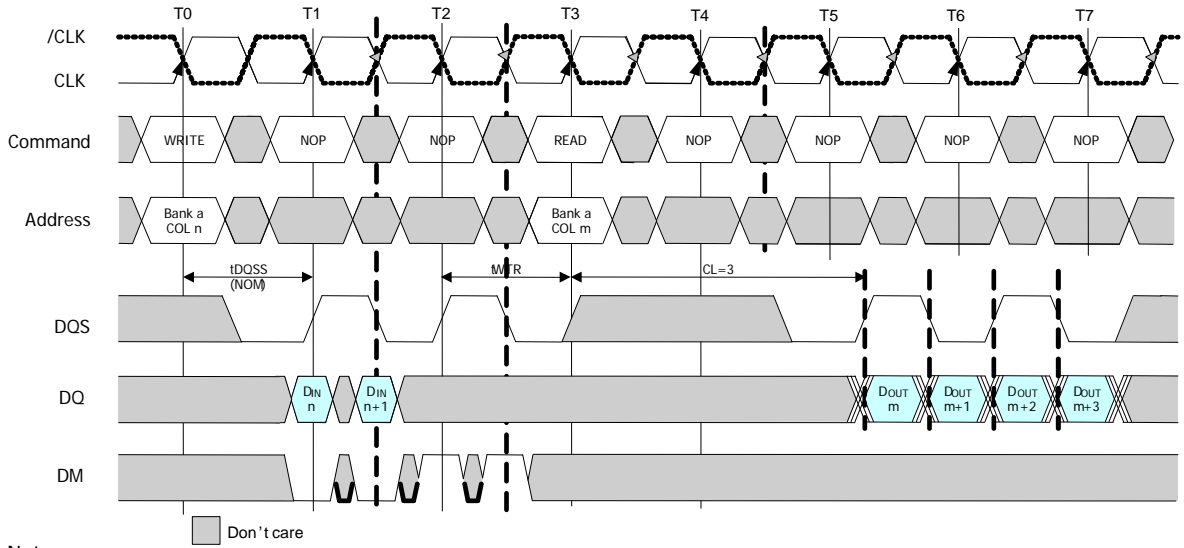 T0 T1 T2 T3 T4 T5 T6 T7
/CLK
CLK
Command WRITE NOP NOP READ NOP NOP NOP NOP
Address Bank a COL n Bank a COL m
tDQSS (NOM) tWTR CL=3
DQS
DQ DIN n DIN n+1 DOUT m DOUT m+1 DOUT m+2 DOUT m+3
DM
Don't care